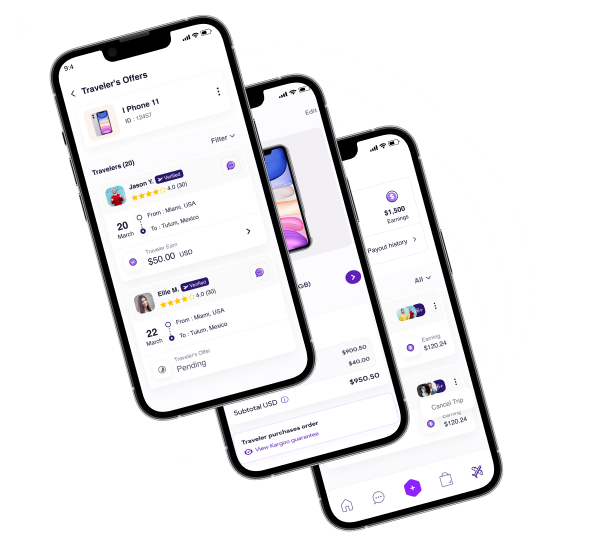 9:4
Traveler's Offers
I Phone 11
ID : 12457
Travelers (20)
Filter
Jason Y. Verified
4.0 (30)
20
March
From : Miami, USA
To : Tulum, Mexico
Traveler Earn
$50.00 USD
Ellie M. Verified
4.0 (30)
22
March
From : Miami, USA
To : Tulum, Mexico
Traveler's Offer
Pending
Edit
GB)
$900.50
$40.00
$950.50
Subtotal USD
Traveler purchases order
View Kargoo guarantee
$1,500
Earnings
Payout history
All
Earning
$120.24
Cancel Trip
Earning
$120.24